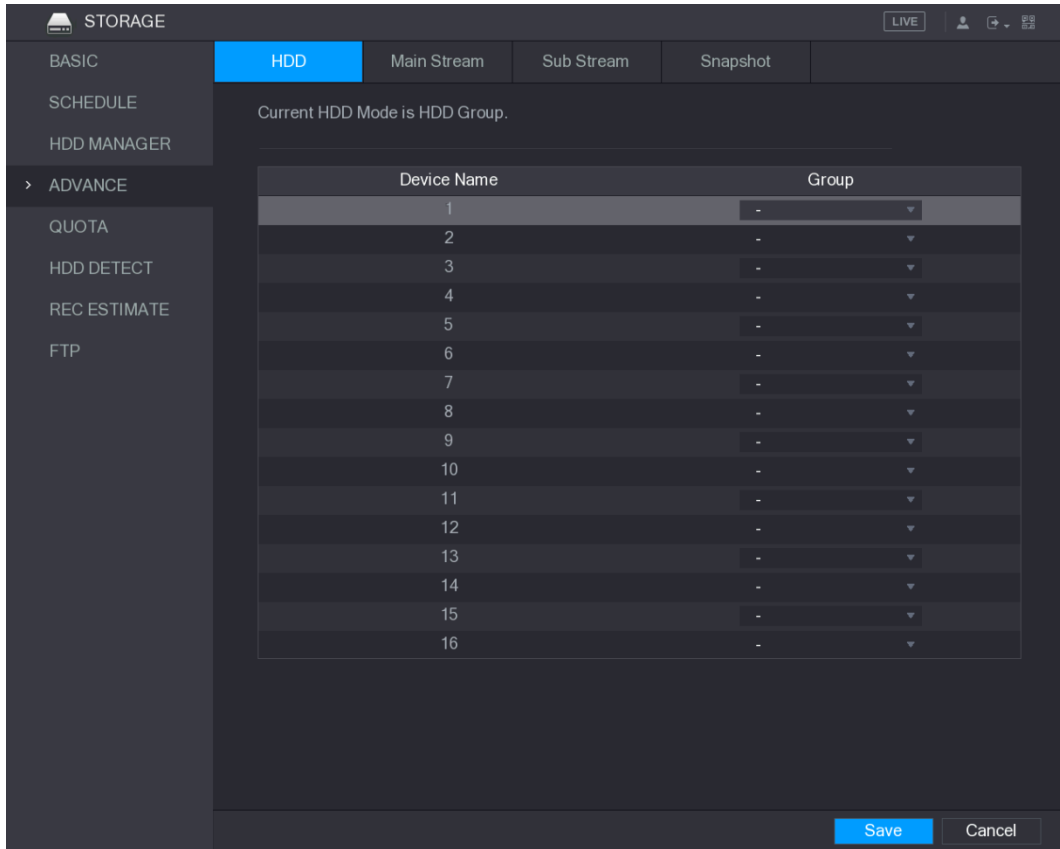 STORAGE
LIVE
BASIC
SCHEDULE
HDD MANAGER
ADVANCE
QUOTA
HDD DETECT
REC ESTIMATE
FTP
HDD Main Stream Sub Stream Snapshot
Current HDD Mode is HDD Group.
Device Name Group
1 -
2 -
3 -
4 -
5 -
6 -
7 -
8 -
9 -
10 -
11 -
12 -
13 -
14 -
15 -
16 -
Save Cancel